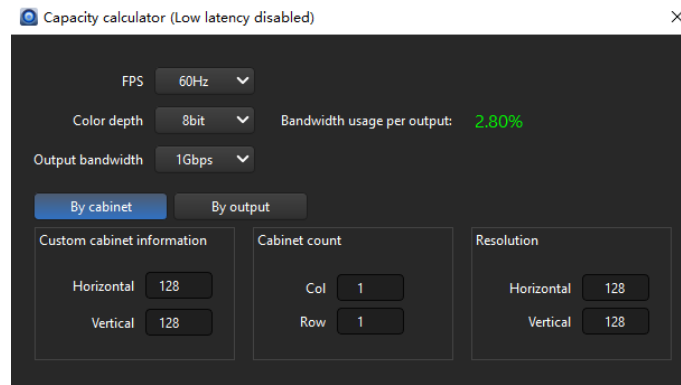 Capacity calculator (Low latency disabled)
FPS 60Hz
Color depth 8bit Bandwidth usage per output: 2.80%
Output bandwidth 1Gbps
By cabinet By output
Custom cabinet information Cabinet count Resolution
Horizontal 128 Col 1 Horizontal 128
Vertical 128 Row 1 Vertical 128